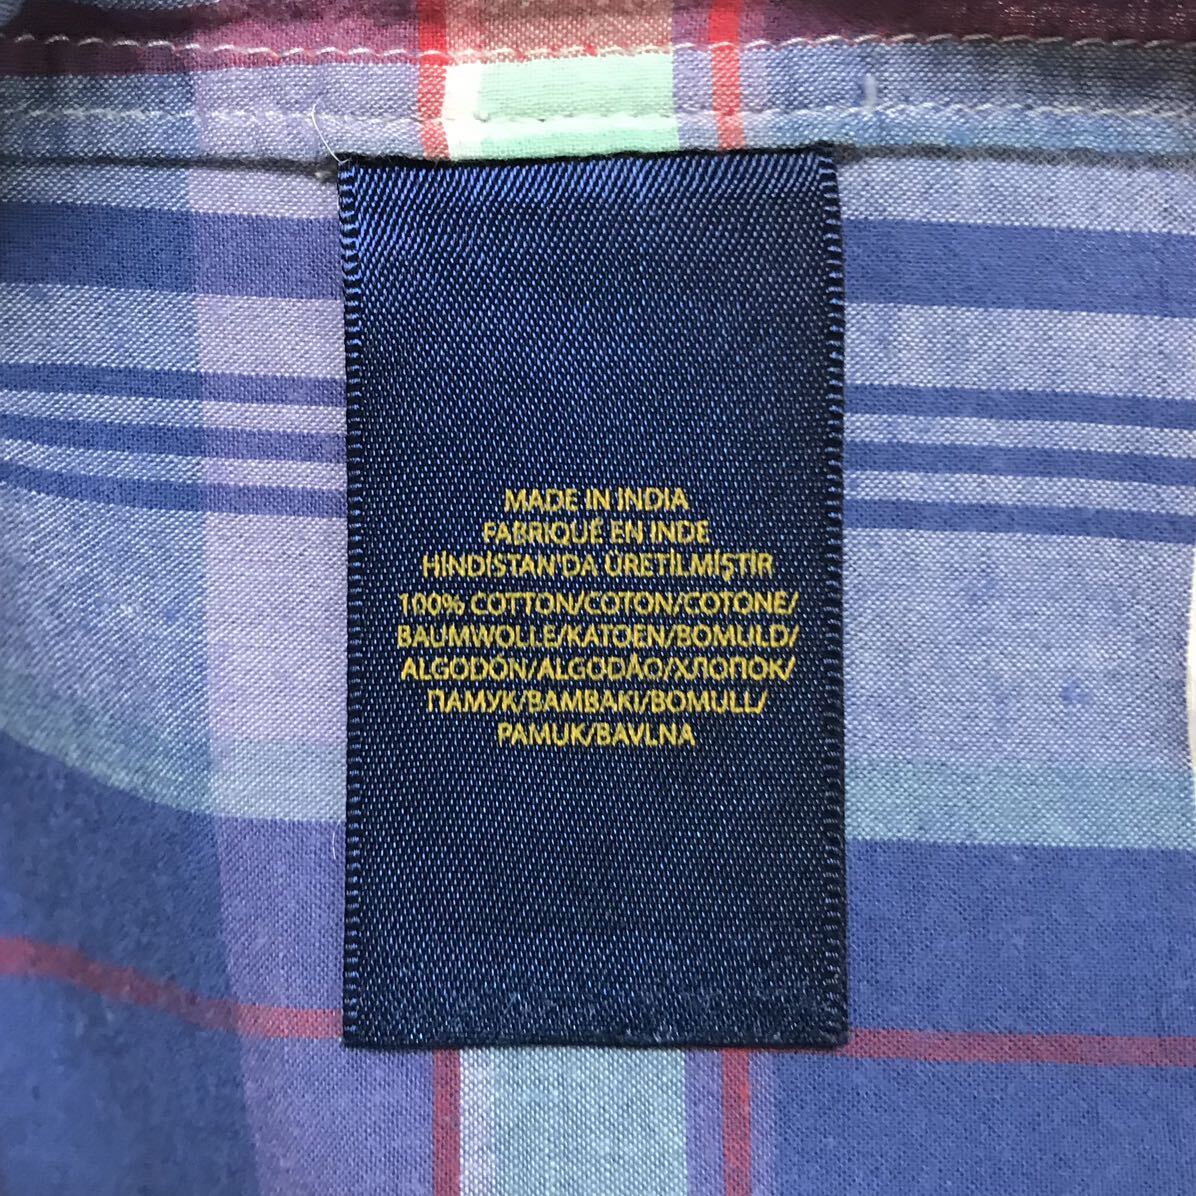 MADE IN INDIA
FABRIQUÉ EN INDE
HİNDİSTAN'DA ÜRETİLMİŞTİR
100% COTTON/COTON/COTONE/
BAUMWOLLE/KATOEN/BOMULD/
ALGODÓN/ALGODÃO/ХЛОПОК/
ПАМУК/BAMBAKI/BOMULL/
PAMUK/BAVLNA